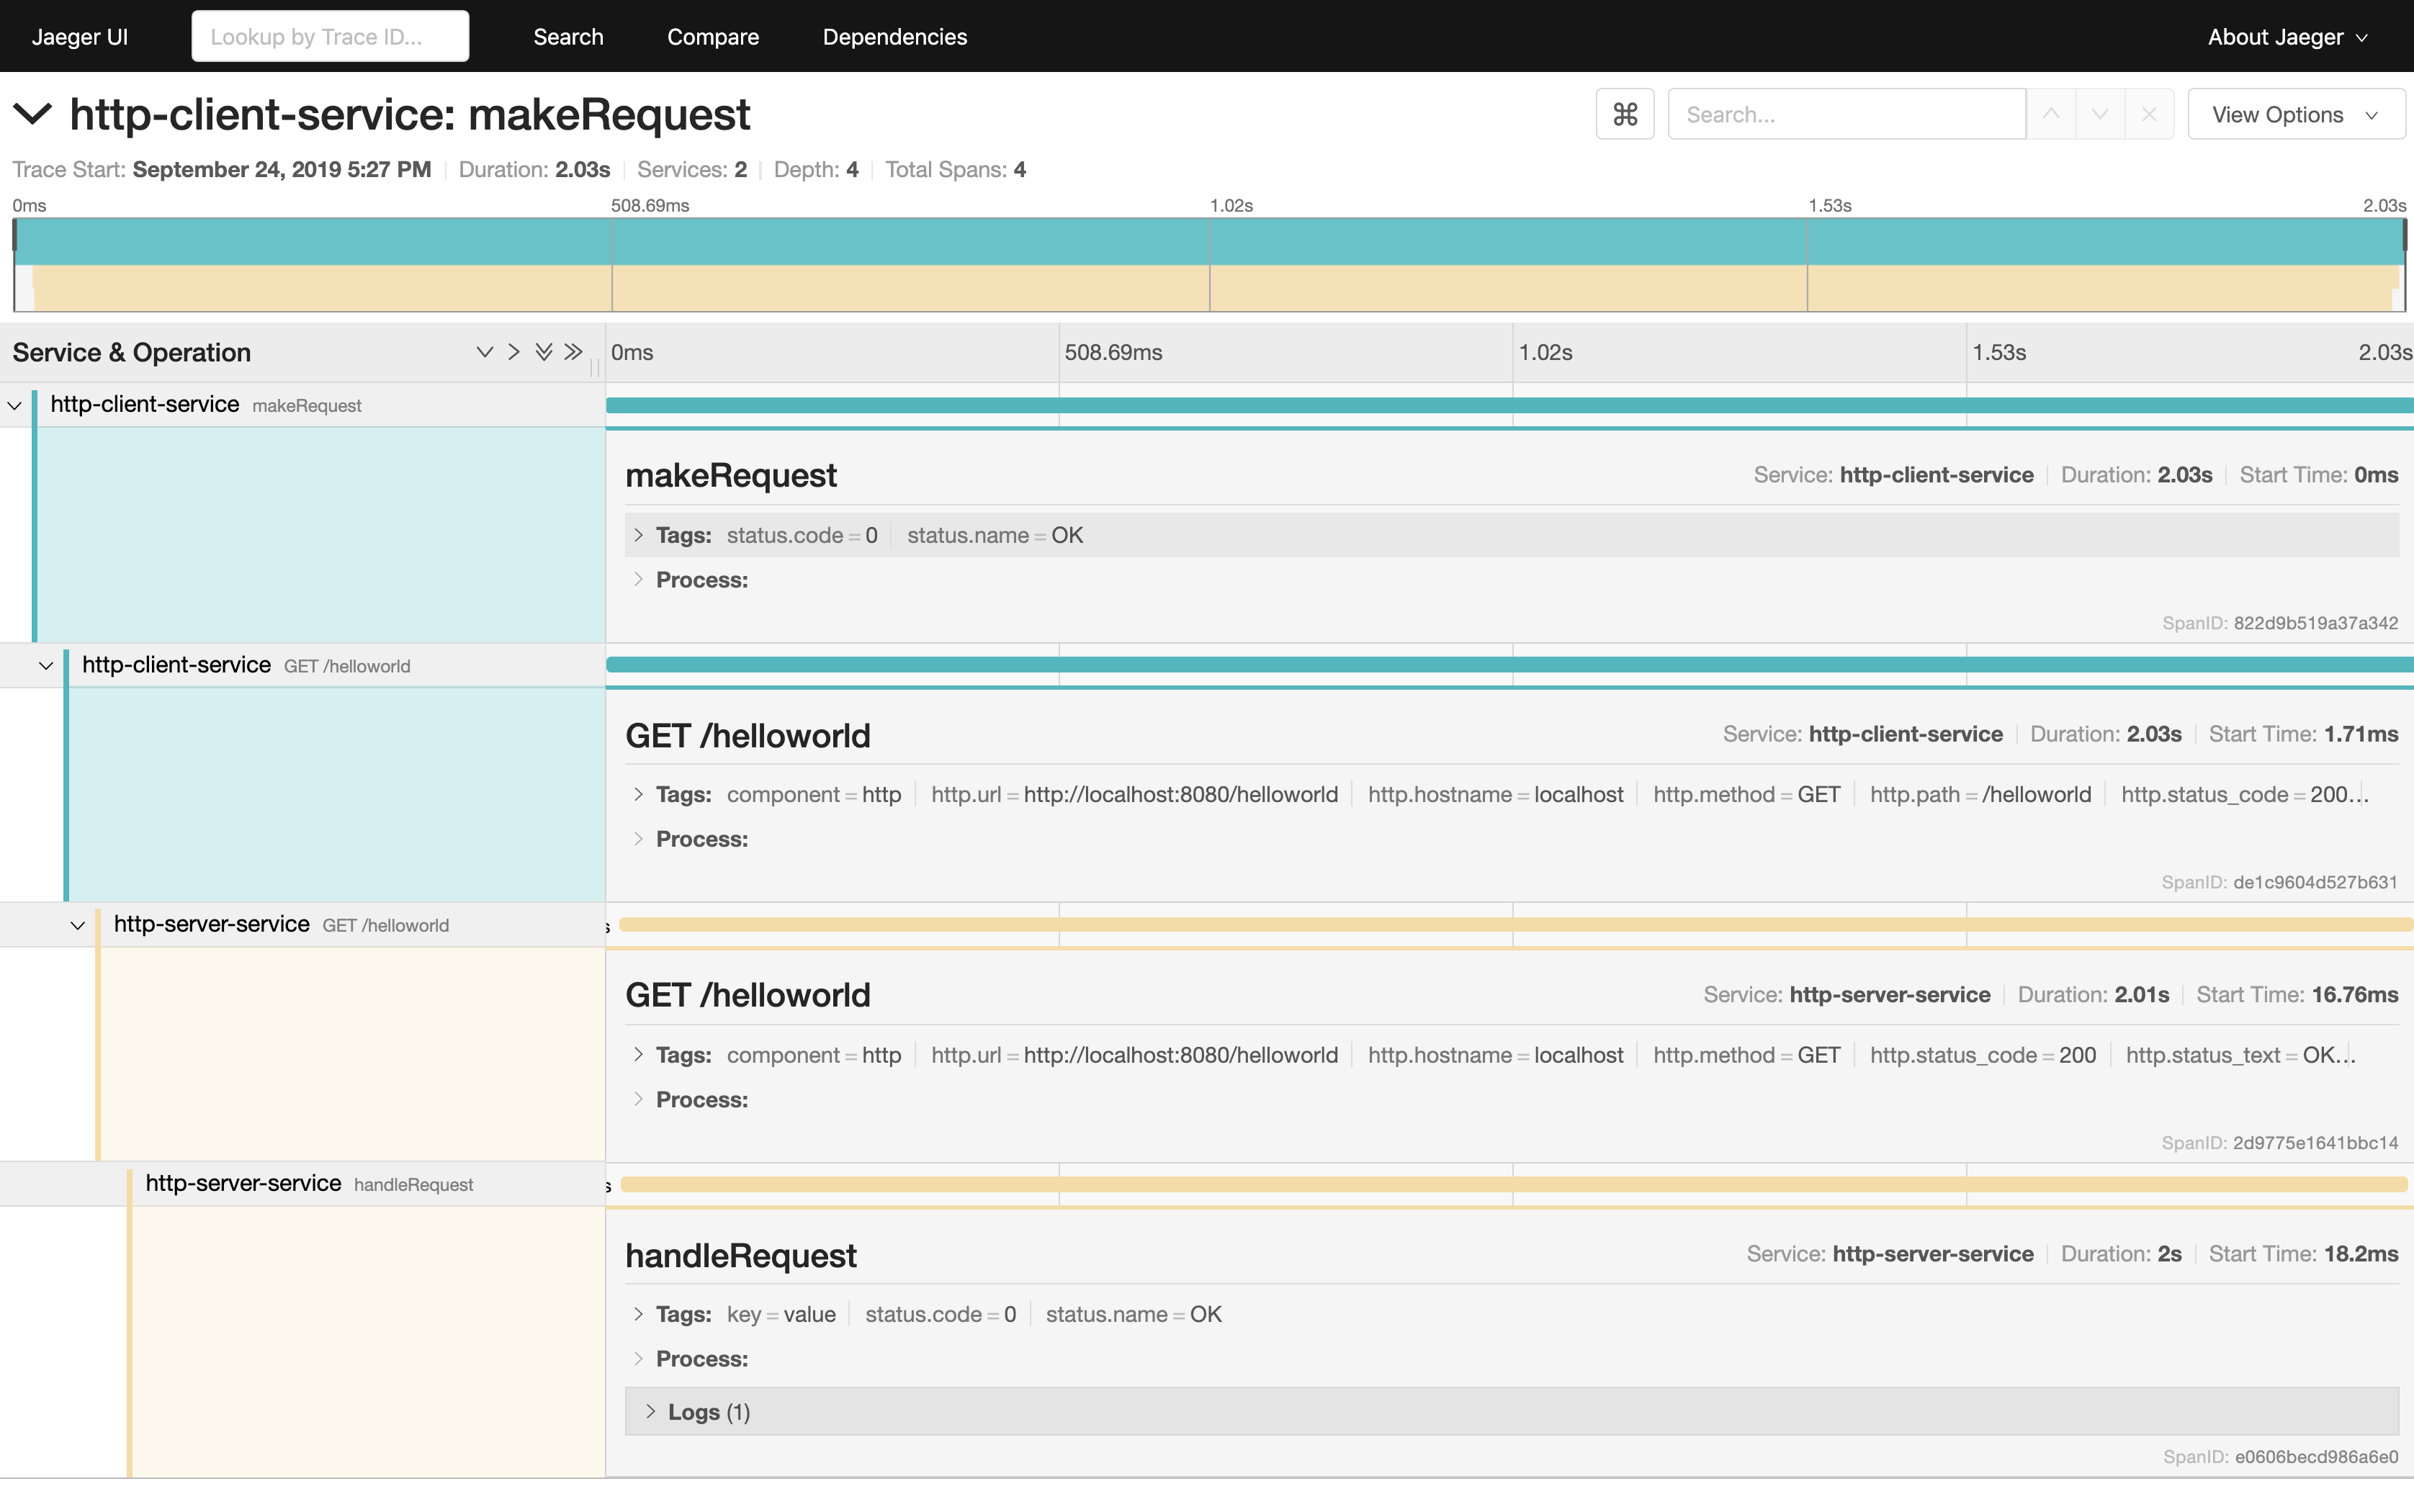 Jaeger UI Lookup by Trace ID... Search Compare Dependencies About Jaeger
http-client-service: makeRequest ⌘ Search... View Options
Trace Start: September 24, 2019 5:27 PM Duration: 2.03s Services: 2 Depth: 4 Total Spans: 4
0ms 508.69ms 1.02s 1.53s 2.03s
Service & Operation 0ms 508.69ms 1.02s 1.53s 2.03s
http-client-service makeRequest
makeRequest Service: http-client-service Duration: 2.03s Start Time: 0ms
Tags: status.code = 0 status.name = OK
Process:
SpanID: 822d9b519a37a342
http-client-service GET /helloworld
GET /helloworld Service: http-client-service Duration: 2.03s Start Time: 1.71ms
Tags: component = http http.url = http://localhost:8080/helloworld http.hostname = localhost http.method = GET http.path = /helloworld http.status_code = 200...
Process:
SpanID: de1c9604d527b631
http-server-service GET /helloworld s
GET /helloworld Service: http-server-service Duration: 2.01s Start Time: 16.76ms
Tags: component = http http.url = http://localhost:8080/helloworld http.hostname = localhost http.method = GET http.status_code = 200 http.status_text = OK...
Process:
SpanID: 2d9775e1641bbc14
http-server-service handleRequest s
handleRequest Service: http-server-service Duration: 2s Start Time: 18.2ms
Tags: key = value status.code = 0 status.name = OK
Process:
Logs (1)
SpanID: e0606becd986a6e0